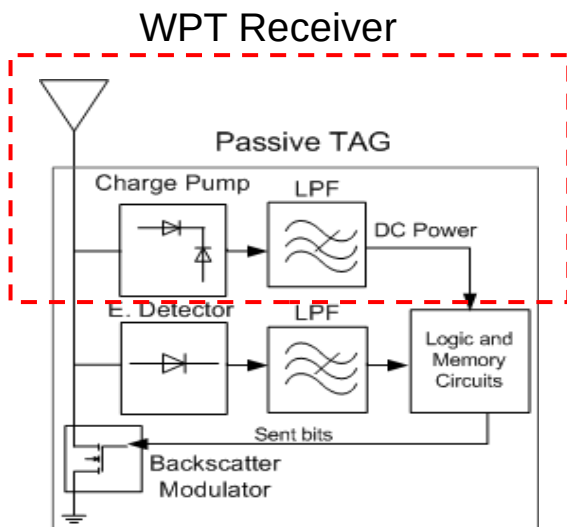 WPT Receiver
Passive TAG
Charge Pump
LPF
DC Power
E. Detector
LPF
Logic and
Memory
Circuits
Sent bits
Backscatter
Modulator